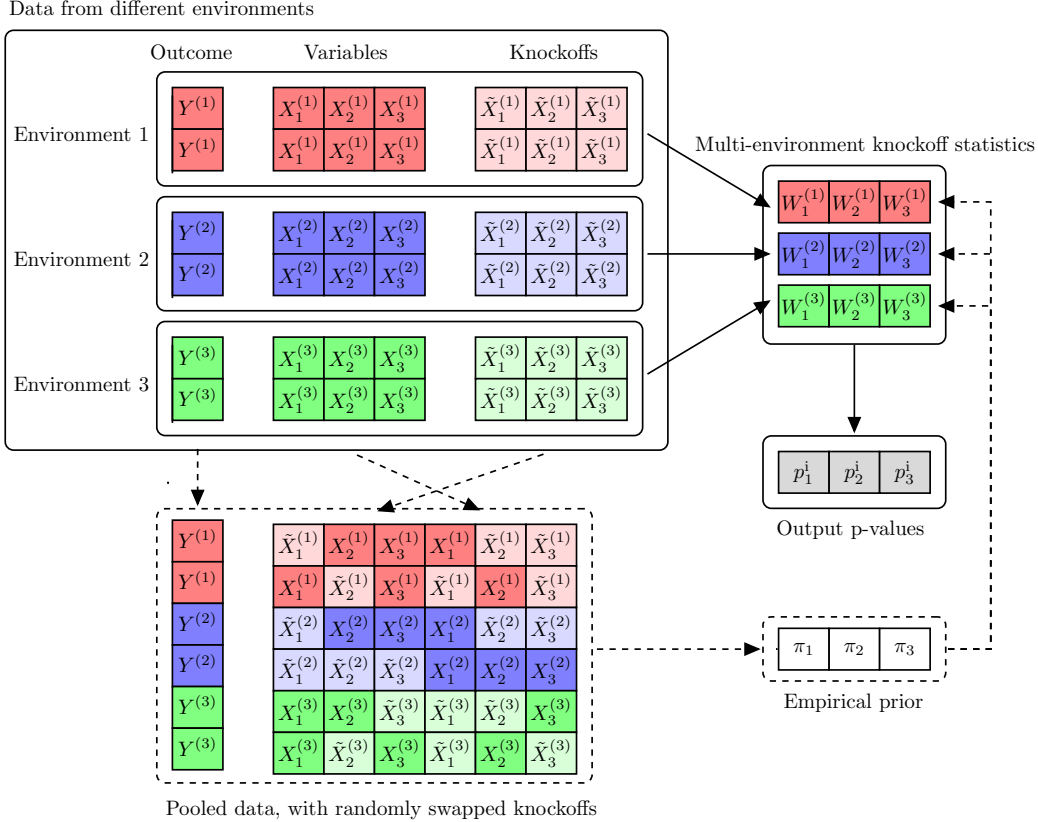 Data from different environments
Outcome Variables Knockoffs
Environment 1
Y^(1) X_1^(1) X_2^(1) X_3^(1) X̃_1^(1) X̃_2^(1) X̃_3^(1)
Y^(1) X_1^(1) X_2^(1) X_3^(1) X̃_1^(1) X̃_2^(1) X̃_3^(1)
Environment 2
Y^(2) X_1^(2) X_2^(2) X_3^(2) X̃_1^(2) X̃_2^(2) X̃_3^(2)
Y^(2) X_1^(2) X_2^(2) X_3^(2) X̃_1^(2) X̃_2^(2) X̃_3^(2)
Environment 3
Y^(3) X_1^(3) X_2^(3) X_3^(3) X̃_1^(3) X̃_2^(3) X̃_3^(3)
Y^(3) X_1^(3) X_2^(3) X_3^(3) X̃_1^(3) X̃_2^(3) X̃_3^(3)
Multi-environment knockoff statistics
W_1^(1) W_2^(1) W_3^(1)
W_1^(2) W_2^(2) W_3^(2)
W_1^(3) W_2^(3) W_3^(3)
p_1^i p_2^i p_3^i
Output p-values
Y^(1) X̃_1^(1) X_2^(1) X_3^(1) X_1^(1) X̃_2^(1) X̃_3^(1)
Y^(1) X_1^(1) X̃_2^(1) X_3^(1) X̃_1^(1) X_2^(1) X̃_3^(1)
Y^(2) X̃_1^(2) X_2^(2) X_3^(2) X_1^(2) X̃_2^(2) X̃_3^(2)
Y^(2) X̃_1^(2) X̃_2^(2) X̃_3^(2) X_1^(2) X_2^(2) X_3^(2)
Y^(3) X_1^(3) X_2^(3) X̃_3^(3) X̃_1^(3) X̃_2^(3) X_3^(3)
Y^(3) X_1^(3) X̃_2^(3) X_3^(3) X̃_1^(3) X_2^(3) X̃_3^(3)
Pooled data, with randomly swapped knockoffs
π_1 π_2 π_3
Empirical prior